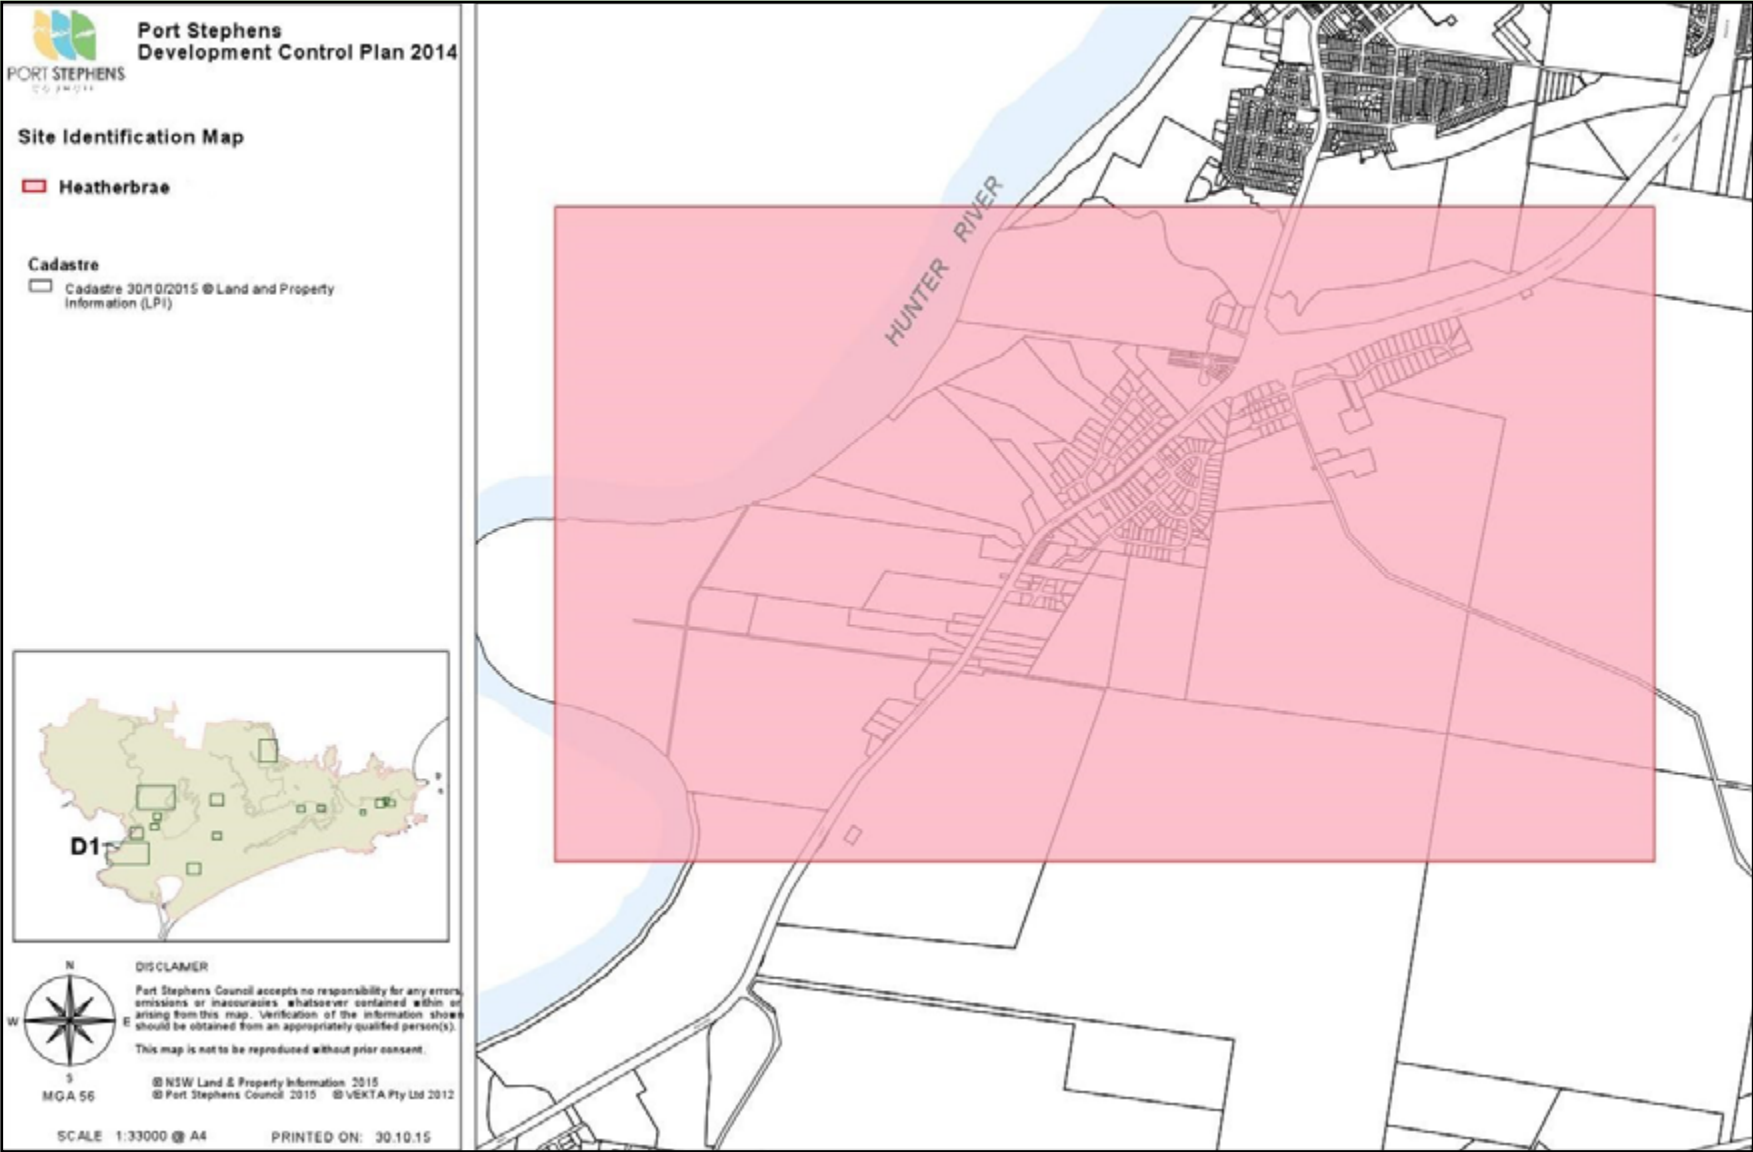 Port Stephens
Development Control Plan 2014
PORT STEPHENS
COUNCIL
Site Identification Map
Heatherbrae
Cadastre
Cadastre 30/10/2015 © Land and Property
Information (LPI)
HUNTER RIVER
D1
N
W
E
S
MGA 56
DISCLAIMER
Port Stephens Council accepts no responsibility for any errors,
omissions or inaccuracies whatsoever contained within or
arising from this map. Verification of the information shown
should be obtained from an appropriately qualified person(s).
This map is not to be reproduced without prior consent.
© NSW Land & Property Information 2015
© Port Stephens Council 2015 © VEKTA Pty Ltd 2012
SCALE 1:33000 @ A4
PRINTED ON: 30.10.15